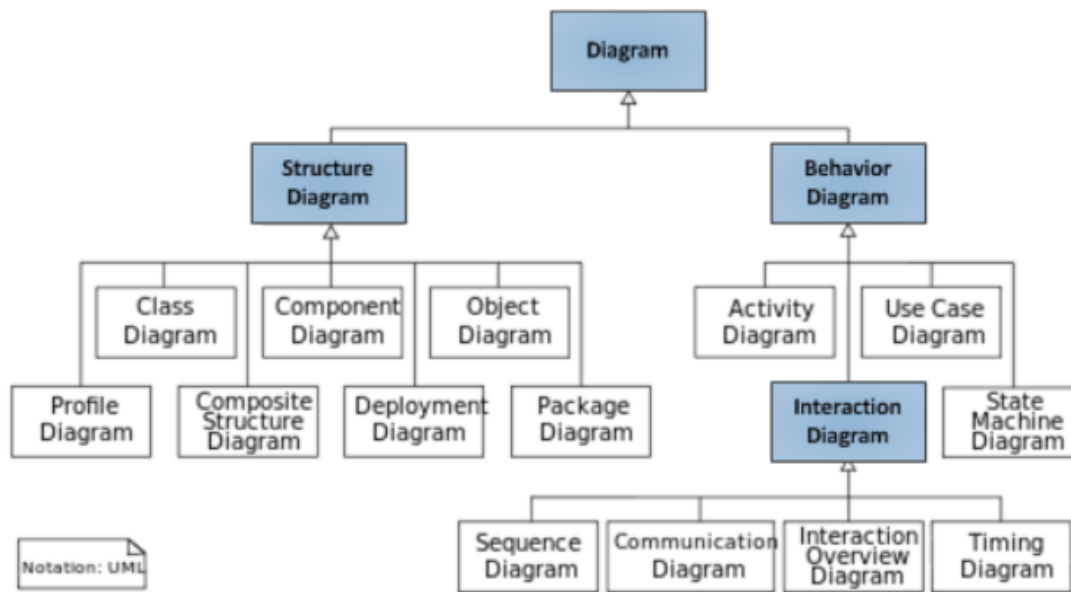 Diagram
Structure
Diagram
Behavior
Diagram
Class
Diagram
Component
Diagram
Object
Diagram
Activity
Diagram
Use Case
Diagram
Profile
Diagram
Composite
Structure
Diagram
Deployment
Diagram
Package
Diagram
Interaction
Diagram
State
Machine
Diagram
Sequence
Diagram
Communication
Diagram
Interaction
Overview
Diagram
Timing
Diagram
Notation: UML